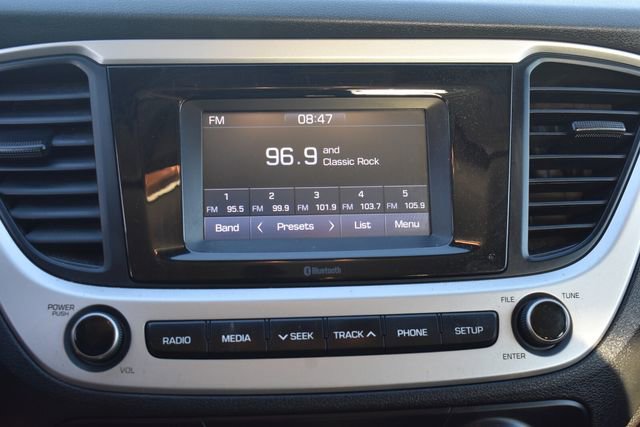 FM 08:47
96.9 and
Classic Rock
1 2 3 4 5
FM 95.5 FM 99.9 FM 101.9 FM 103.7 FM 105.9
Band < Presets > List Menu
Bluetooth
POWER
PUSH
VOL
RADIO MEDIA SEEK TRACK PHONE SETUP
FILE TUNE
ENTER